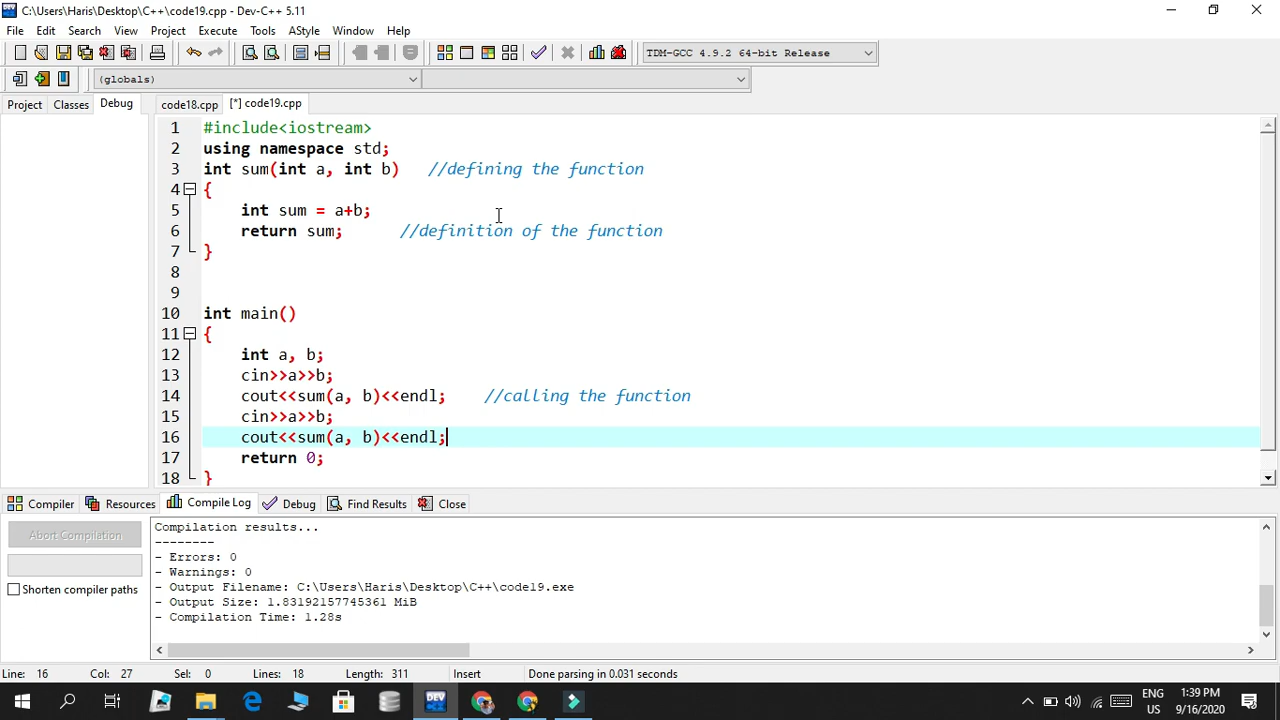 C:\Users\Haris\Desktop\C++\code19.cpp - Dev-C++ 5.11
File Edit Search View Project Execute Tools AStyle Window Help
TDM-GCC 4.9.2 64-bit Release
(globals)
Project Classes Debug code18.cpp [*] code19.cpp
1 #include<iostream>
2 using namespace std;
3 int sum(int a, int b) //defining the function
4 {
5 int sum = a+b;
6 return sum; //definition of the function
7 }
8
9
10 int main()
11 {
12 int a, b;
13 cin>>a>>b;
14 cout<<sum(a, b)<<endl; //calling the function
15 cin>>a>>b;
16 cout<<sum(a, b)<<endl;
17 return 0;
18 }
Compiler Resources Compile Log Debug Find Results Close
Abort Compilation
Shorten compiler paths
Compilation results...
--------
- Errors: 0
- Warnings: 0
- Output Filename: C:\Users\Haris\Desktop\C++\code19.exe
- Output Size: 1.83192157745361 MiB
- Compilation Time: 1.28s
Line: 16 Col: 27 Sel: 0 Lines: 18 Length: 311 Insert Done parsing in 0.031 seconds
DEV
ENG
US
1:39 PM
9/16/2020